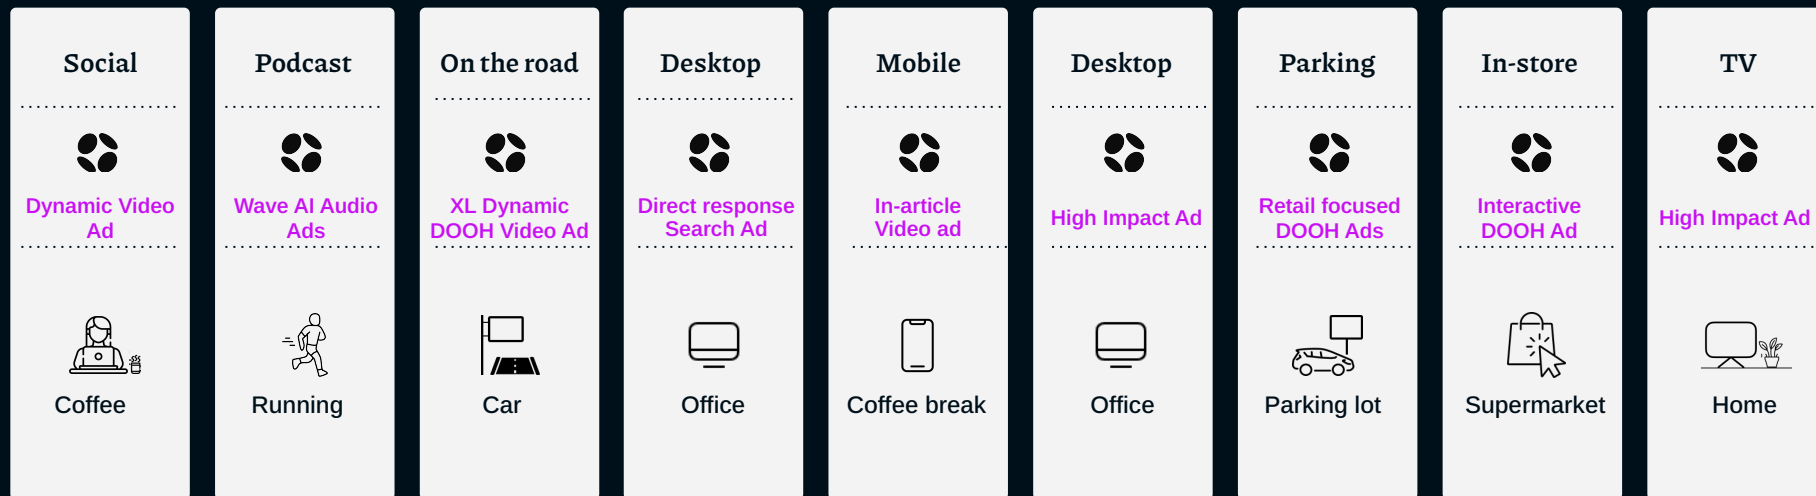 Social
Dynamic Video
Ad
Coffee
Podcast
Wave AI Audio
Ads
Running
On the road
XL Dynamic
DOOH Video Ad
Car
Desktop
Direct response
Search Ad
Office
Mobile
In-article
Video ad
Coffee break
Desktop
High Impact Ad
Office
Parking
Retail focused
DOOH Ads
Parking lot
In-store
Interactive
DOOH Ad
Supermarket
TV
High Impact Ad
Home